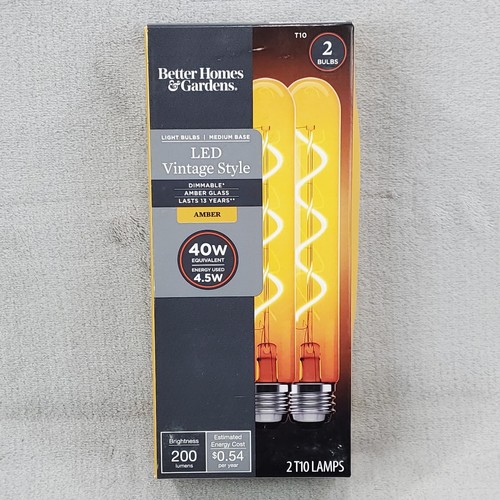 T10
2
BULBS
Better Homes
& Gardens®
LIGHT BULBS | MEDIUM BASE
LED
Vintage Style
DIMMABLE*
AMBER GLASS
LASTS 13 YEARS**
AMBER
40W
EQUIVALENT
ENERGY USED
4.5W
Brightness
200
lumens
Estimated
Energy Cost
$0.54
per year
2 T10 LAMPS